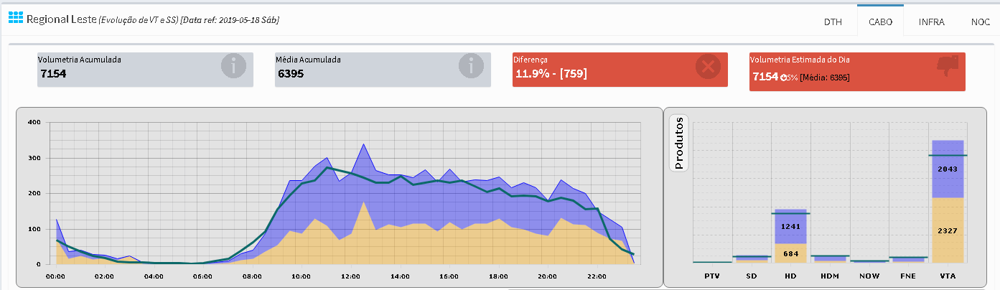 Regional Leste (Evolução de VT e SS) [Data ref: 2019-05-18 Sáb]
DTH CABO INFRA NOC
Volumetria Acumulada
7154
Média Acumulada
6395
Diferença
11.9% - [759]
Volumetria Estimada do Dia
7154 5% [Média: 6395]
400
300
200
100
0
00:00 02:00 04:00 06:00 08:00 10:00 12:00 14:00 16:00 18:00 20:00 22:00
Produtos
1241
684
2043
2327
PTV SD HD HDM NOW FNE VTA